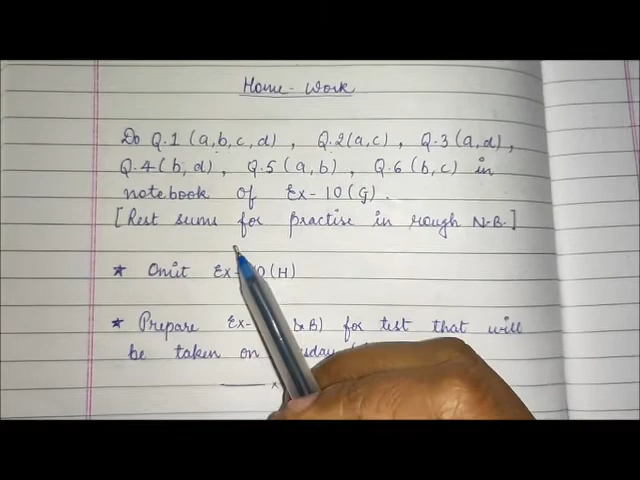 Home-Work
Do Q.1 (a,b,c,d) , Q.2(a,c) , Q.3(a,d) ,
Q.4(b,d) , Q.5(a,b) , Q.6(b,c) in
notebook of Ex-10(G) .
[Rest sums for practise in rough N.B.]
* Omit Ex- 10(H)
* Prepare Ex- &B) for test that will
be taken on